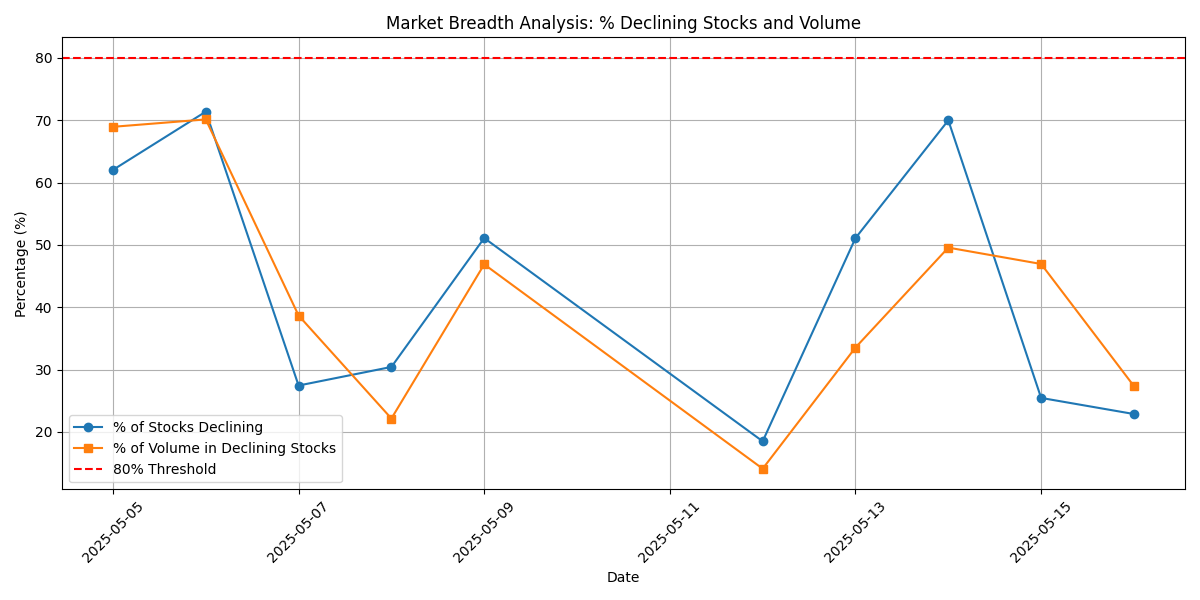 Market Breadth Analysis: % Declining Stocks and Volume
Percentage (%)
80
70
60
50
40
30
20
% of Stocks Declining
% of Volume in Declining Stocks
80% Threshold
2025-05-05
2025-05-07
2025-05-09
2025-05-11
2025-05-13
2025-05-15
Date